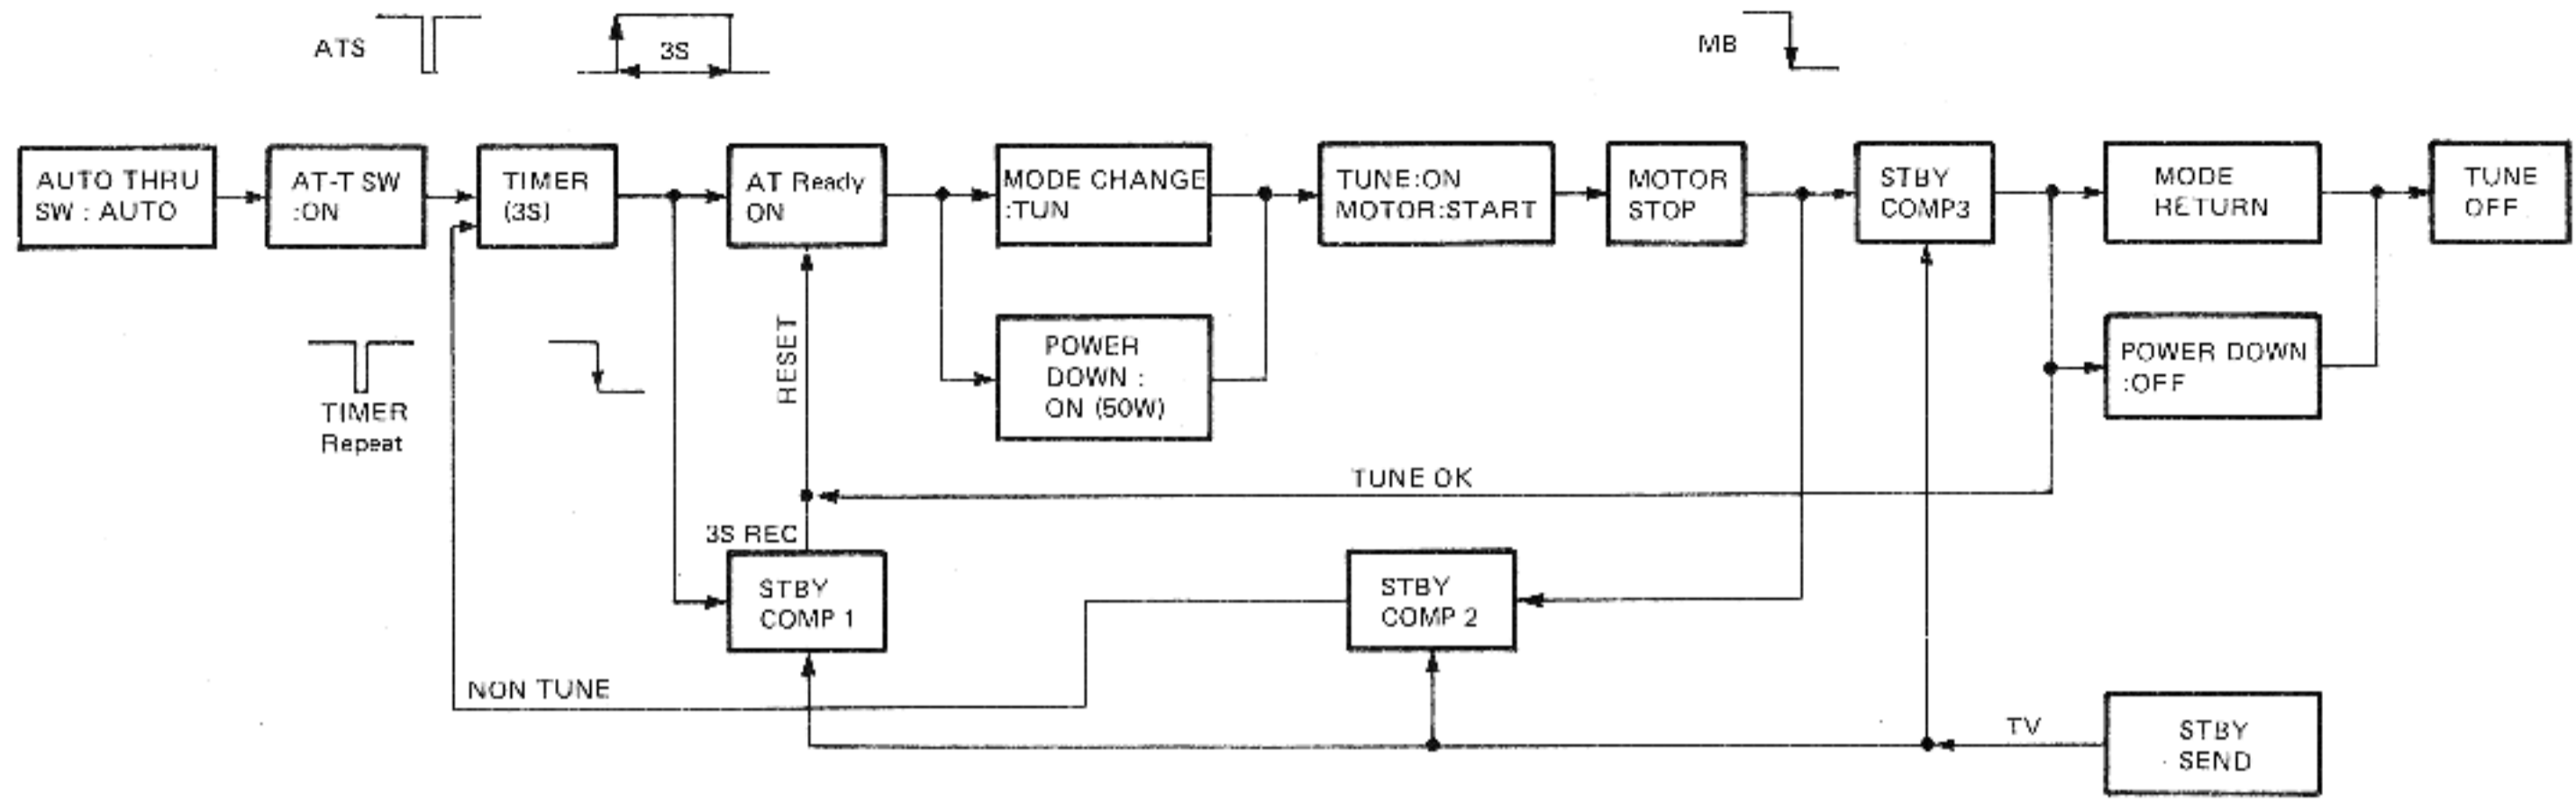 ATS
3S
MB
AUTO THRU
SW : AUTO
AT-T SW
:ON
TIMER
(3S)
AT Ready
ON
MODE CHANGE
:TUN
TUNE:ON
MOTOR:START
MOTOR
STOP
STBY
COMP3
MODE
RETURN
TUNE
OFF
TIMER
Repeat
RESET
POWER
DOWN :
ON (50W)
POWER DOWN
:OFF
TUNE OK
3S REC
STBY
COMP 1
STBY
COMP 2
NON TUNE
TV
STBY
SEND